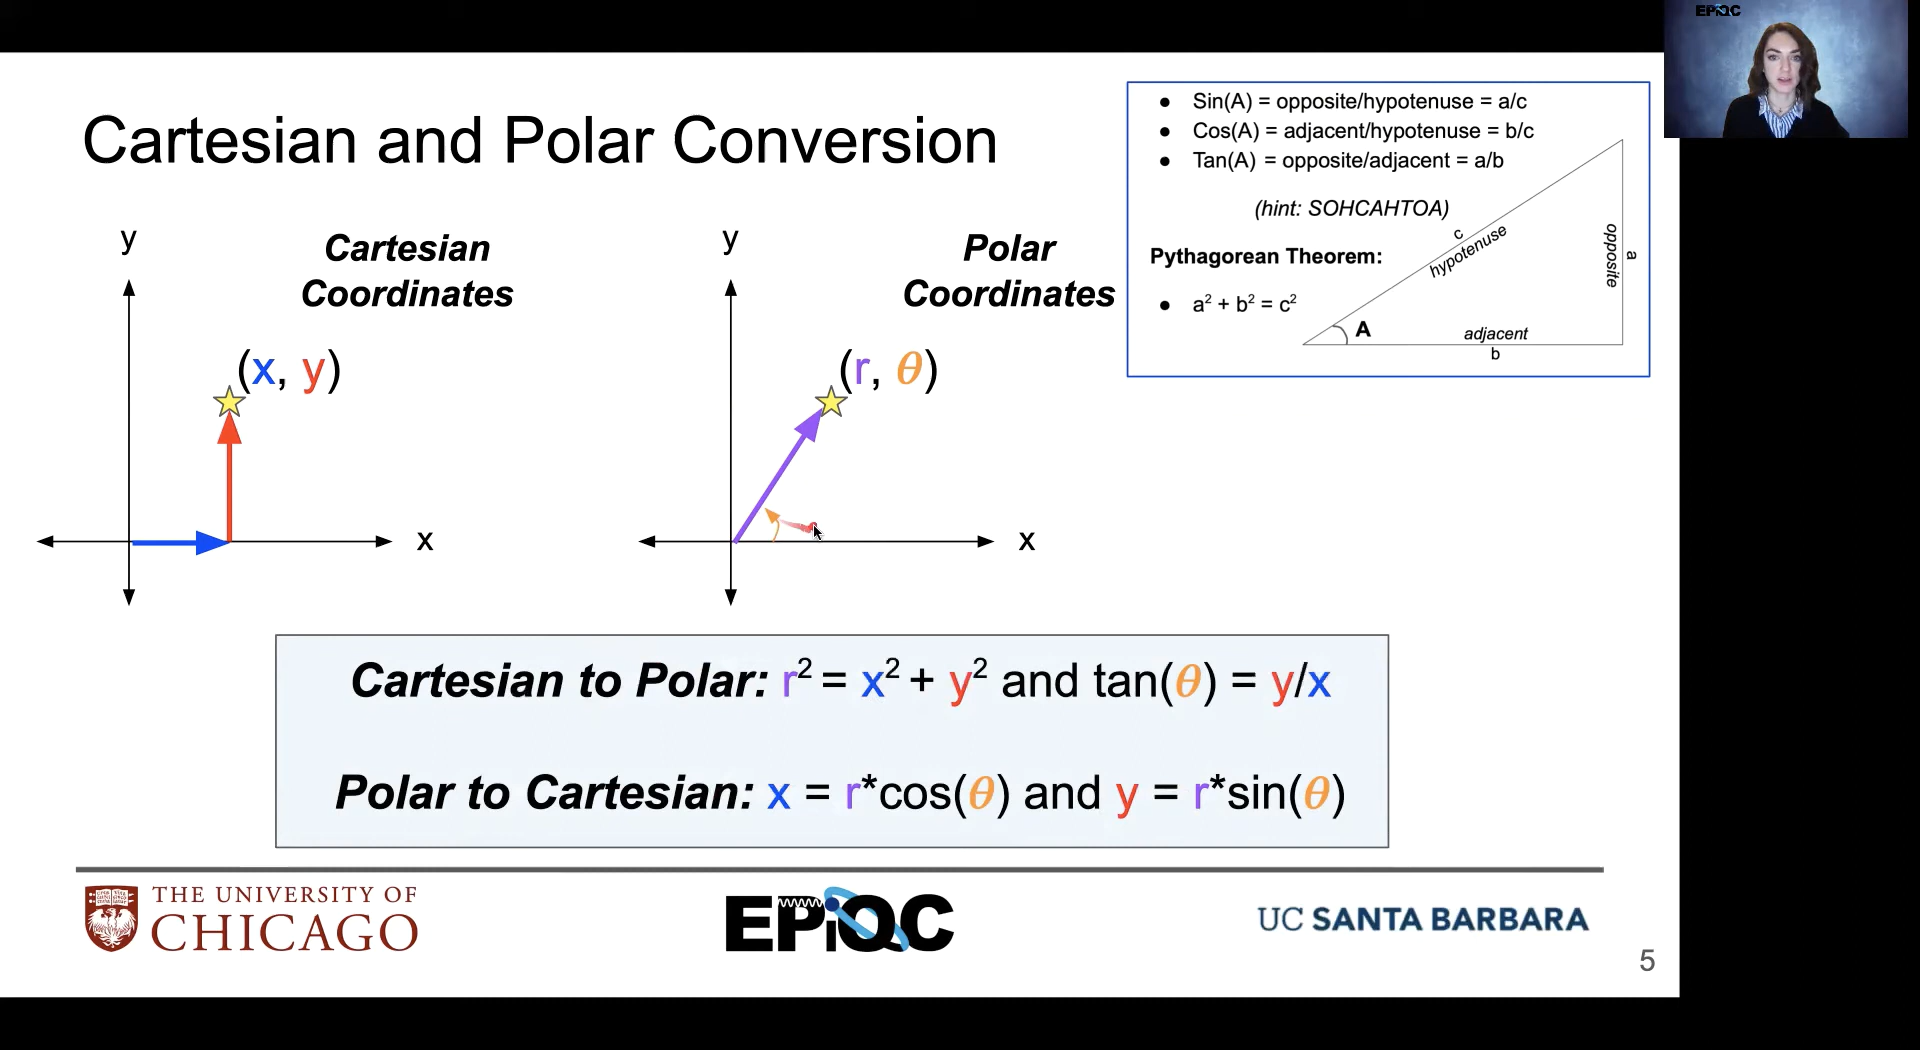 EPiQC
Cartesian and Polar Conversion
● Sin(A) = opposite/hypotenuse = a/c
● Cos(A) = adjacent/hypotenuse = b/c
● Tan(A) = opposite/adjacent = a/b
(hint: SOHCAHTOA)
Pythagorean Theorem:
● a² + b² = c²
c
hypotenuse
a
opposite
A
adjacent
b
y
Cartesian
Coordinates
(x, y)
x
y
Polar
Coordinates
(r, θ)
x
Cartesian to Polar: r² = x² + y² and tan(θ) = y/x
Polar to Cartesian: x = r*cos(θ) and y = r*sin(θ)
THE UNIVERSITY OF
CHICAGO
EPiQC
UC SANTA BARBARA
5